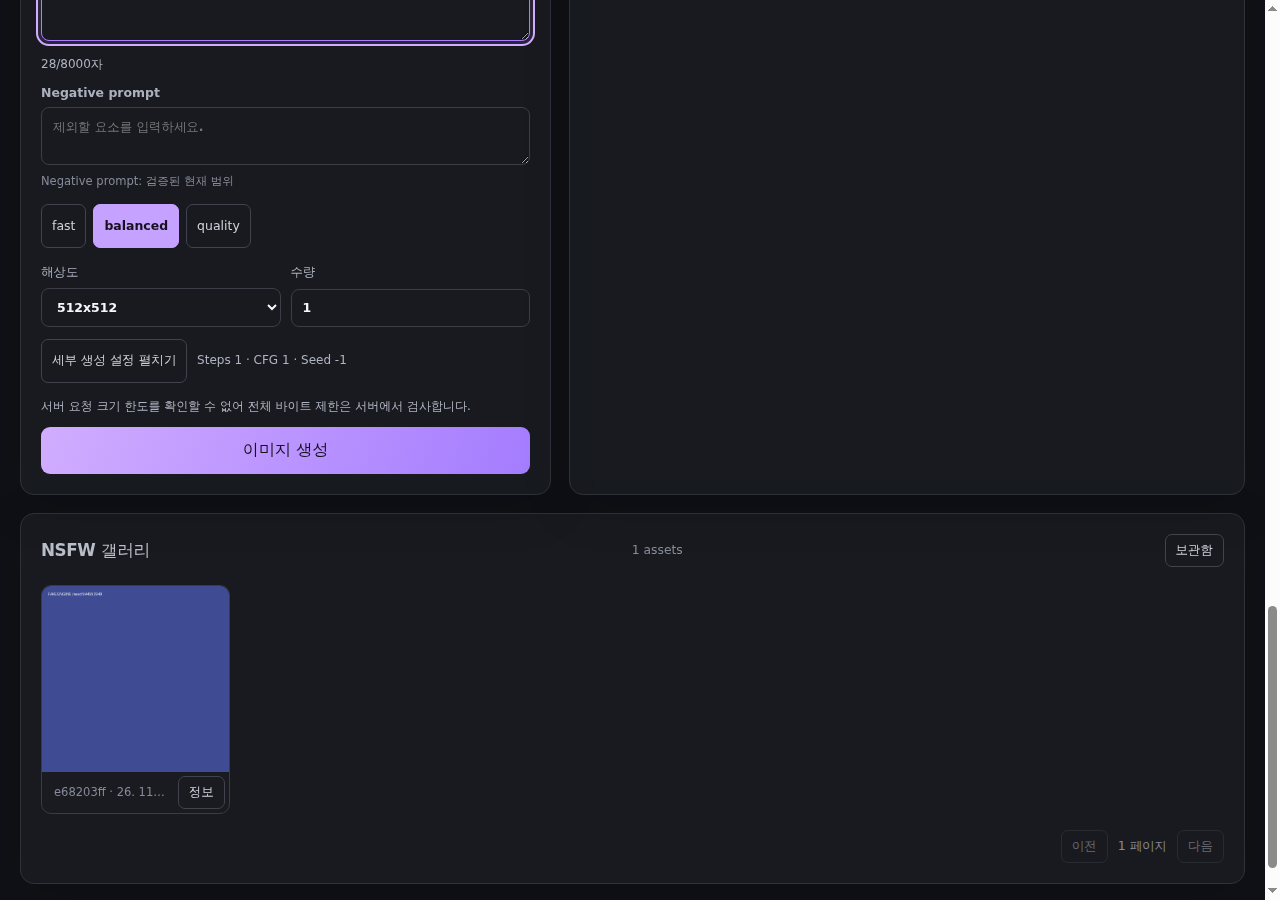 28/8000자
Negative prompt
제외할 요소를 입력하세요.
Negative prompt: 검증된 현재 범위
fast balanced quality
해상도 수량
512x512 1
세부 생성 설정 펼치기 Steps 1 · CFG 1 · Seed -1
서버 요청 크기 한도를 확인할 수 없어 전체 바이트 제한은 서버에서 검사합니다.
이미지 생성
NSFW 갤러리 1 assets 보관함
e68203ff · 26. 11... 정보
이전 1 페이지 다음